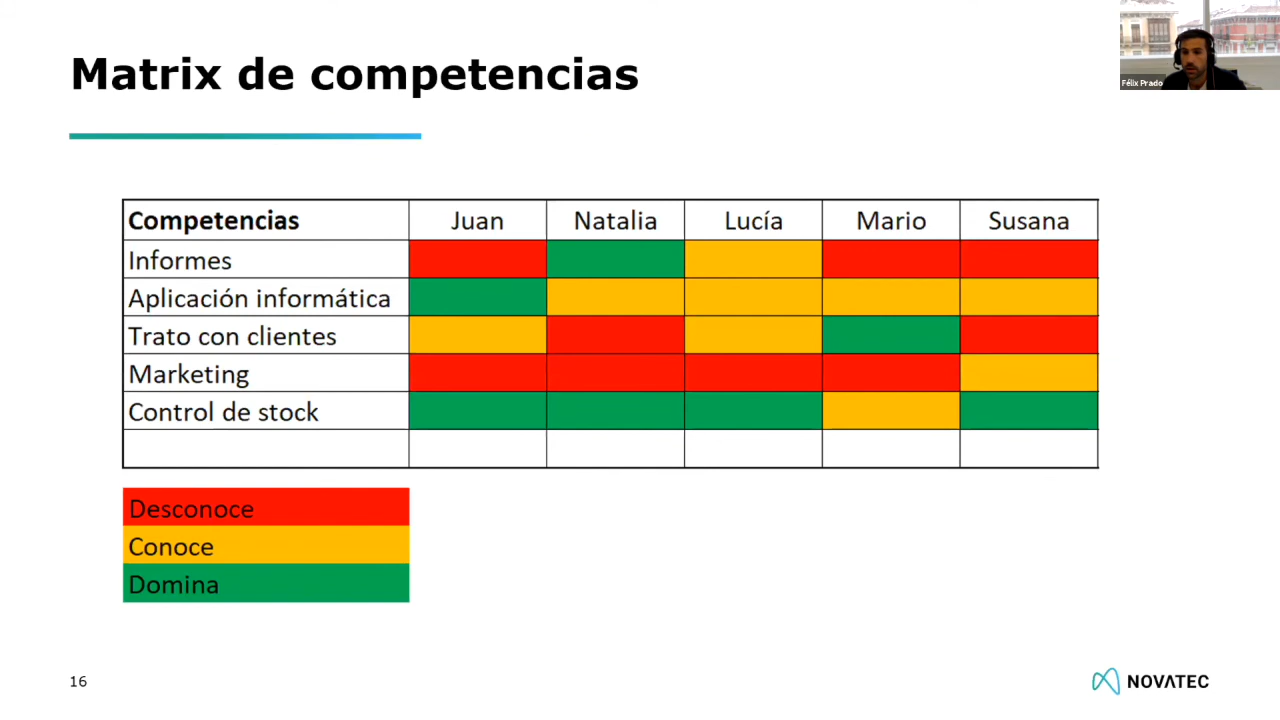 Matrix de competencias
Félix Prado
Competencias Juan Natalia Lucía Mario Susana
Informes
Aplicación informática
Trato con clientes
Marketing
Control de stock
Desconoce
Conoce
Domina
16
NOVATEC